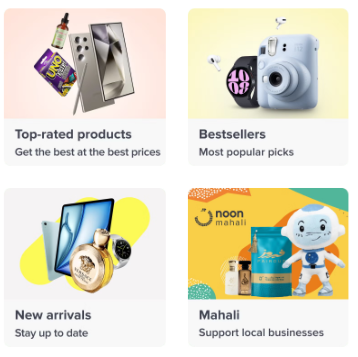 UNO
Top-rated products
Get the best at the best prices
Bestsellers
Most popular picks
New arrivals
Stay up to date
noon
mahali
Mahali
Support local businesses